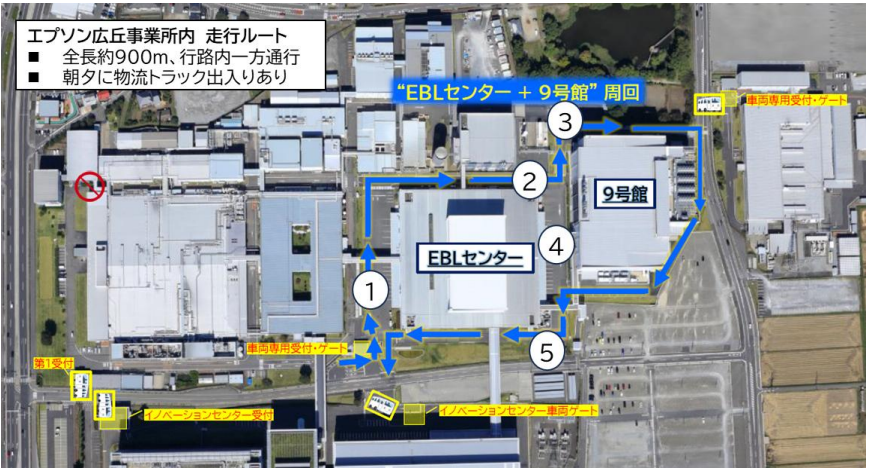 エプソン広丘事業所内 走行ルート
■ 全長約900m、行路内一方通行
■ 朝夕に物流トラック出入りあり
“EBLセンター + 9号館” 周回
車両専用受付・ゲート
③
②
9号館
④
EBLセンター
①
車両専用受付・ゲート
⑤
第1受付
イノベーションセンター受付
イノベーションセンター車両ゲート